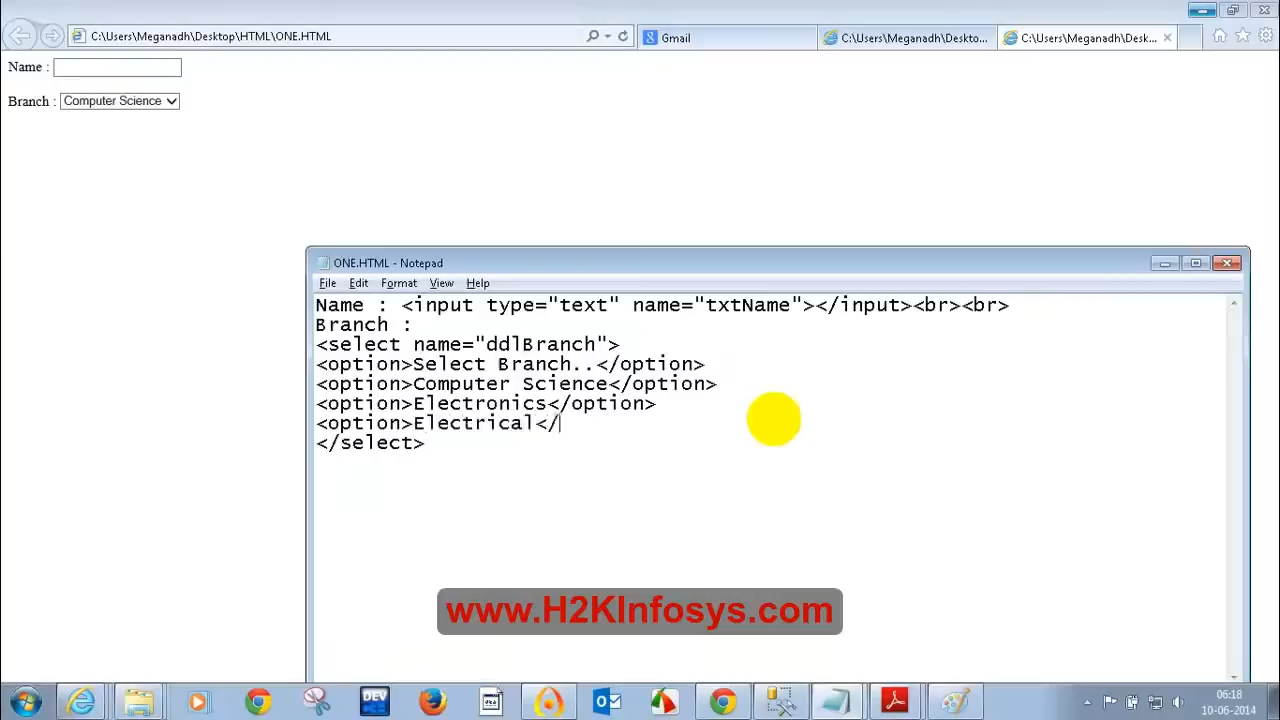 C:\Users\Meganadh\Desktop\HTML\ONE.HTML
Gmail
C:\Users\Meganadh\Deskto...
C:\Users\Meganadh\Desk...
Name :
Branch : Computer Science
ONE.HTML - Notepad
File Edit Format View Help
Name : <input type="text" name="txtName"></input><br><br>
Branch :
<select name="ddlBranch">
<option>Select Branch..</option>
<option>Computer Science</option>
<option>Electronics</option>
<option>Electrical</
</select>
www.H2KInfosys.com
DEV
06:18
10-06-2014